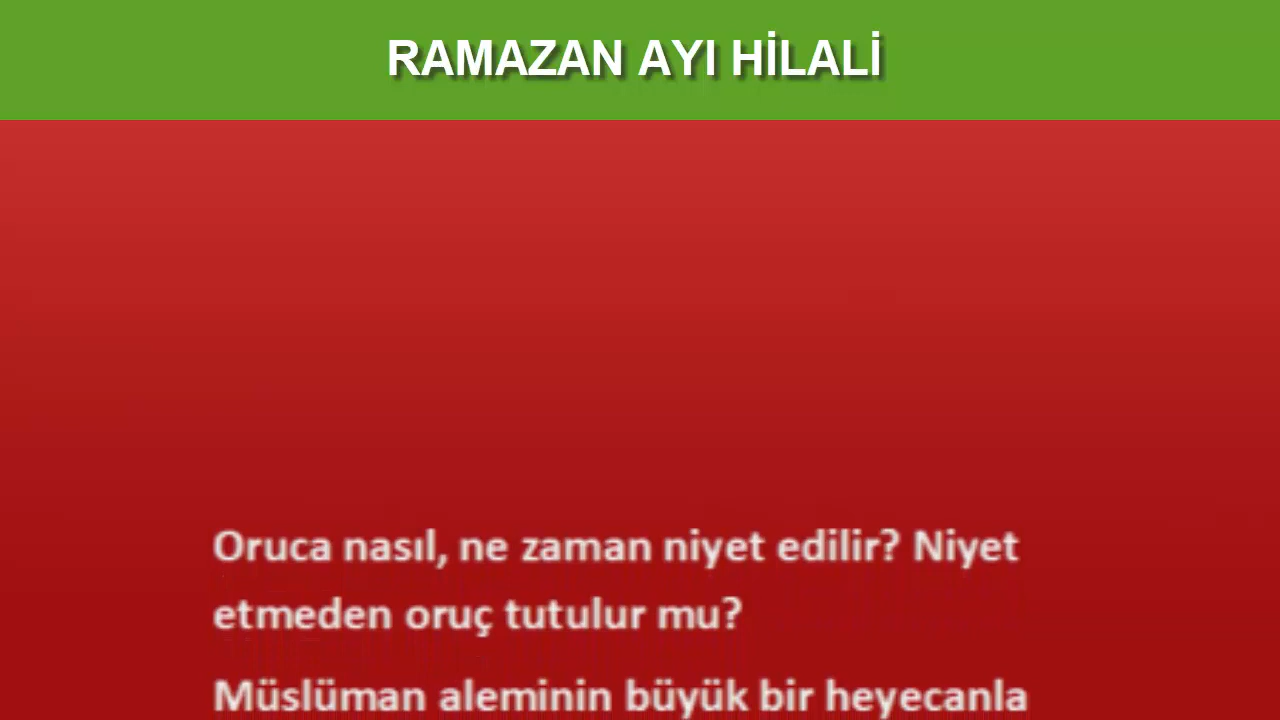 RAMAZAN AYI HİLALİ
Oruca nasıl, ne zaman niyet edilir? Niyet
etmeden oruç tutulur mu?
Müslüman aleminin büyük bir heyecanla